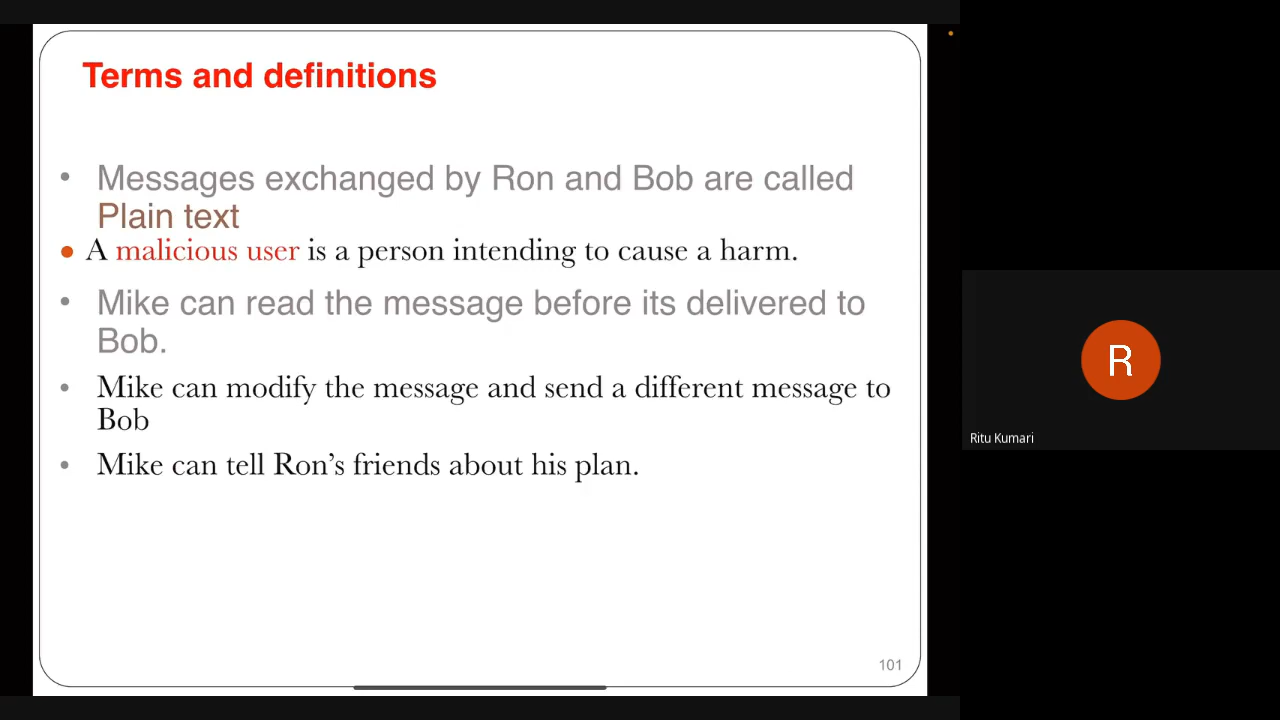 Terms and definitions
• Messages exchanged by Ron and Bob are called
Plain text
• A malicious user is a person intending to cause a harm.
• Mike can read the message before its delivered to
Bob.
• Mike can modify the message and send a different message to
Bob
• Mike can tell Ron’s friends about his plan.
101
R
Ritu Kumari